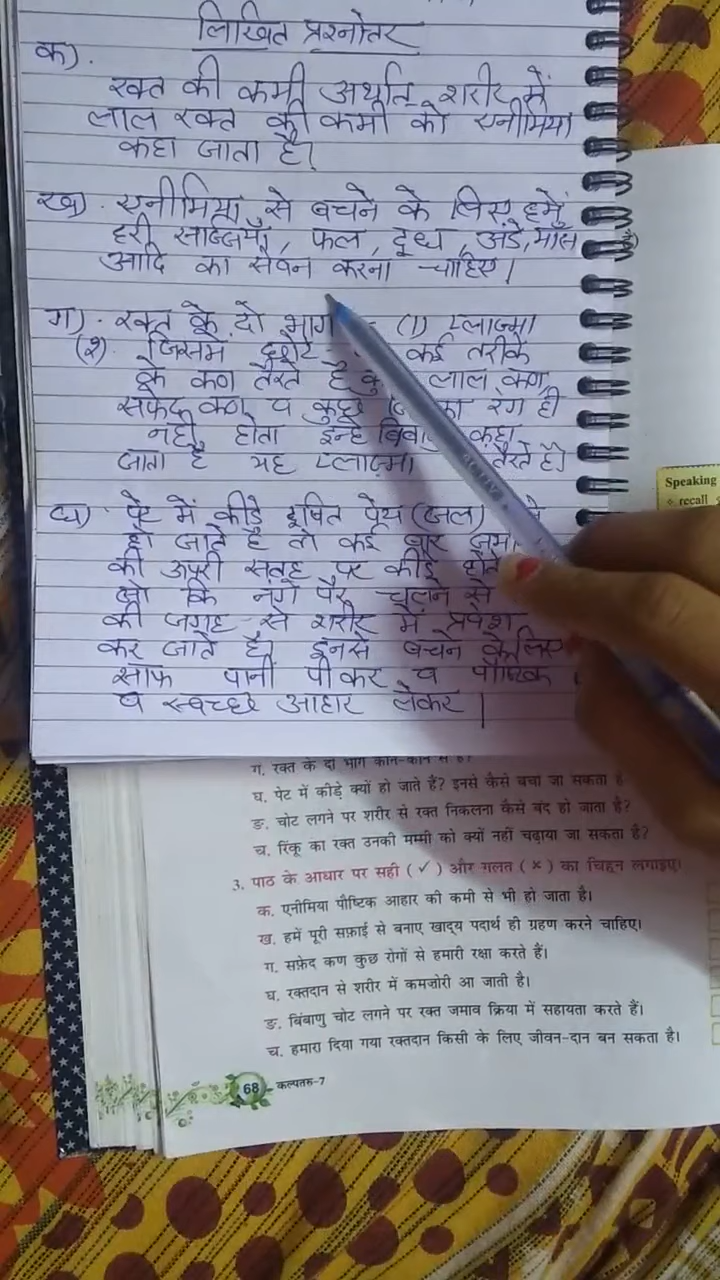 लिखित प्रश्नोतर
क).
रक्त की कमी अर्थात शरीर में
लाल रक्त की कमी को एनीमिया
कहा जाता है।
ख). एनीमिया से बचने के लिए हमें
हरी सब्जियाँ, फल, दूध, अंडे, मांस
आदि का सेवन करना चाहिए।
ग). रक्त के दो भाग - (1) प्लाज्मा
(२). जिसमें छोटे कई तरीके
के कण तैरते है लाल कण,
सफेद कण व कुछ रंग ही
नही होता इन्हे कहा
जाता है यह प्लाज्मा तैरते है।
घ). पेट में कीड़े दूषित पेय (जल)
हो जाते है तो कई बार
की ऊपरी सतह पर कीड़े होते
जो कि नंगे पैर चलने से
की जगह से शरीर में प्रवेश
कर जाते है। इनसे बचने के लिए
साफ पानी पीकर व पौष्टिक
व स्वच्छ आहार लेकर।
Speaking
recall
ग. रक्त के दो भाग कौन-कौन से हैं?
घ. पेट में कीड़े क्यों हो जाते हैं? इनसे कैसे बचा जा सकता है
ङ. चोट लगने पर शरीर से रक्त निकलना कैसे बंद हो जाता है?
च. रिंकू का रक्त उनकी मम्मी को क्यों नहीं चढ़ाया जा सकता है?
3. पाठ के आधार पर सही (✓) और गलत (×) का चिह्न लगाइए।
क. एनीमिया पौष्टिक आहार की कमी से भी हो जाता है।
ख. हमें पूरी सफ़ाई से बनाए खाद्य पदार्थ ही ग्रहण करने चाहिए।
ग. सफ़ेद कण कुछ रोगों से हमारी रक्षा करते हैं।
घ. रक्तदान से शरीर में कमजोरी आ जाती है।
ङ. बिंबाणु चोट लगने पर रक्त जमाव क्रिया में सहायता करते हैं।
च. हमारा दिया गया रक्तदान किसी के लिए जीवन-दान बन सकता है।
68 कल्पतरु-7